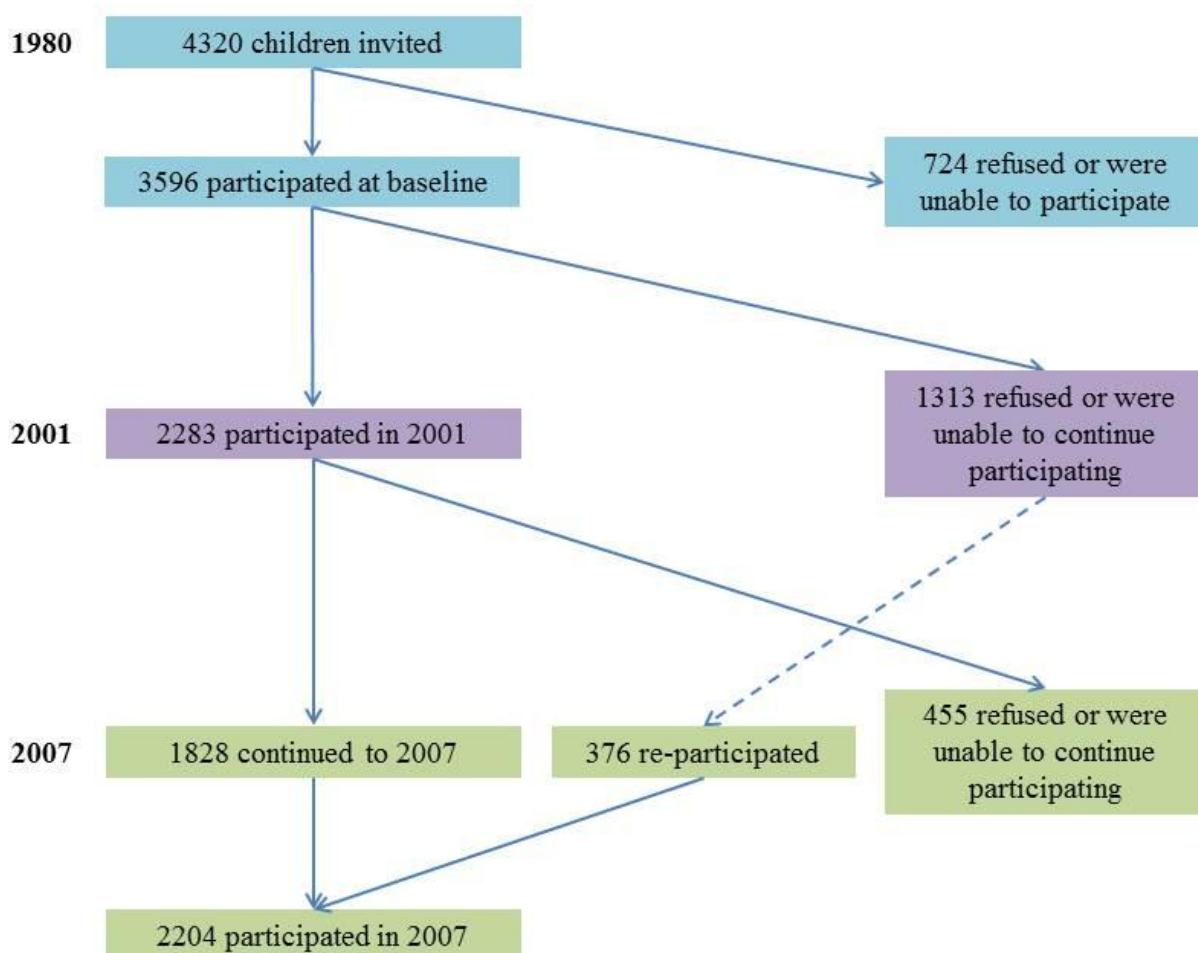 1980
4320 children invited
3596 participated at baseline
724 refused or were
unable to participate
2001
2283 participated in 2001
1313 refused or were
unable to continue
participating
2007
1828 continued to 2007
376 re-participated
455 refused or were
unable to continue
participating
2204 participated in 2007